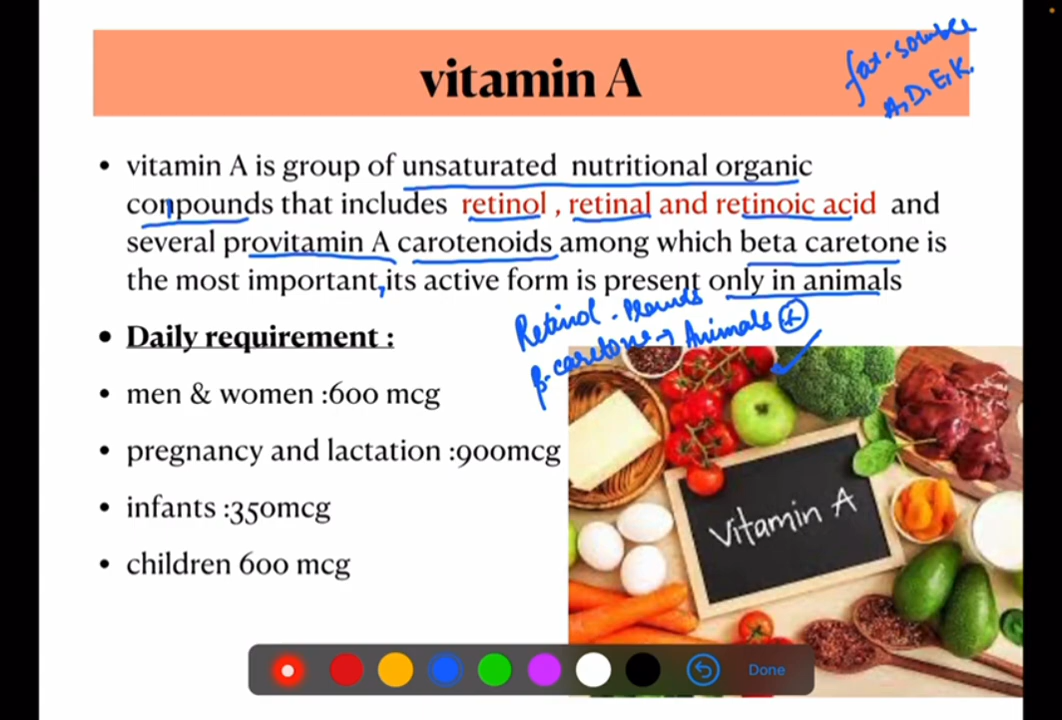 vitamin A
fat-soluble
A, D, E, K.
• vitamin A is group of unsaturated nutritional organic
compounds that includes retinol , retinal and retinoic acid and
several provitamin A carotenoids among which beta caretone is
the most important,its active form is present only in animals
Retinol - Plants
β-caretone → Animals +
• Daily requirement :
• men & women :600 mcg
• pregnancy and lactation :900mcg
• infants :350mcg
• children 600 mcg
Vitamin A
Done